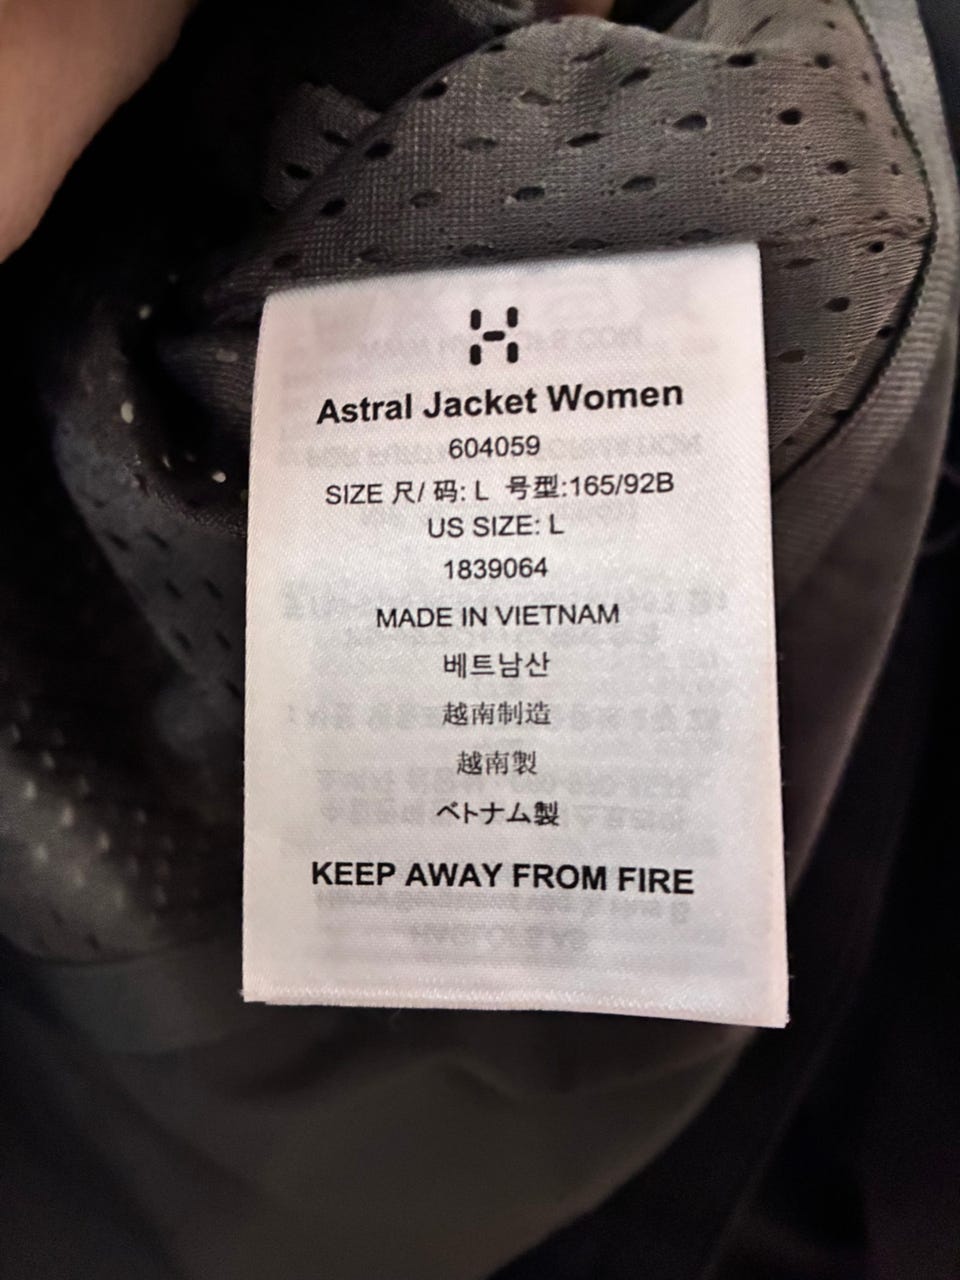 Astral Jacket Women
604059
SIZE 尺/ 码: L 号型:165/92B
US SIZE: L
1839064
MADE IN VIETNAM
베트남산
越南制造
越南製
ベトナム製
KEEP AWAY FROM FIRE